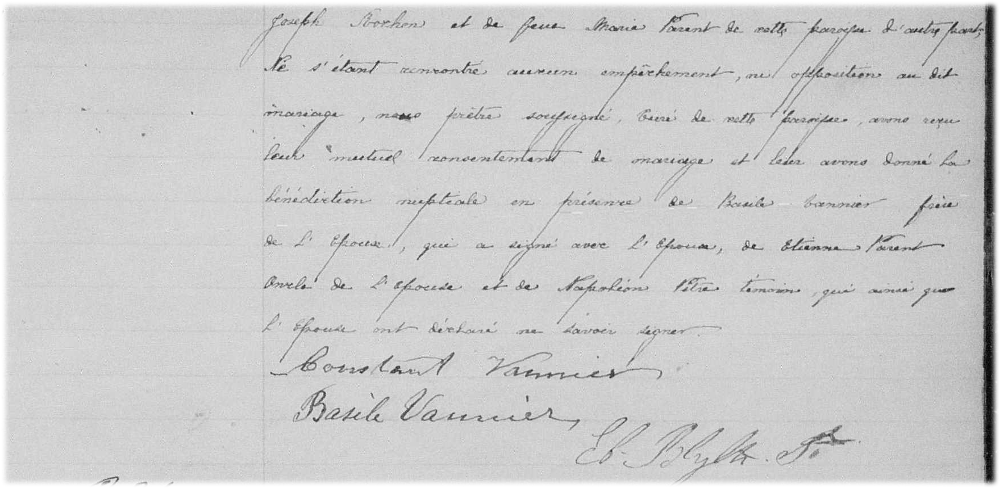 Joseph Rochon et de feue Marie Parent de cette paroisse d'autre part;
Ne s'étant rencontré aucun empêchement, ni opposition au dit
mariage, nous prêtre soussigné, Curé de cette paroisse, avons reçu
leur mutuel consentement de mariage et leur avons donné la
bénédiction nuptiale en présence de Basile Vannier frère
de L'Epoux, qui a signé avec L'Epoux, de Etienne Parent
Oncle de L'Epouse et de Napoléon Pitre témoin, qui ainsi que
L'Epouse ont déclaré ne savoir signer.
Constant Vannier
Basile Vannier